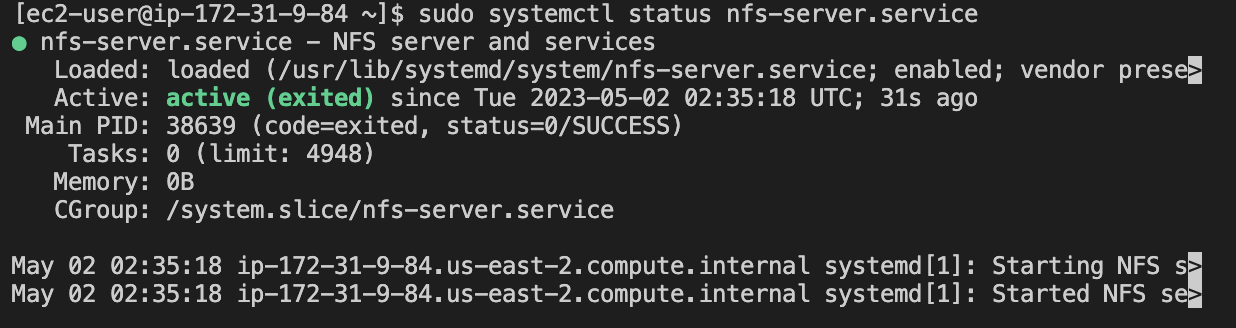 [ec2-user@ip-172-31-9-84 ~]$ sudo systemctl status nfs-server.service
● nfs-server.service – NFS server and services
   Loaded: loaded (/usr/lib/systemd/system/nfs-server.service; enabled; vendor prese>
   Active: active (exited) since Tue 2023-05-02 02:35:18 UTC; 31s ago
 Main PID: 38639 (code=exited, status=0/SUCCESS)
    Tasks: 0 (limit: 4948)
   Memory: 0B
   CGroup: /system.slice/nfs-server.service

May 02 02:35:18 ip-172-31-9-84.us-east-2.compute.internal systemd[1]: Starting NFS s>
May 02 02:35:18 ip-172-31-9-84.us-east-2.compute.internal systemd[1]: Started NFS se>